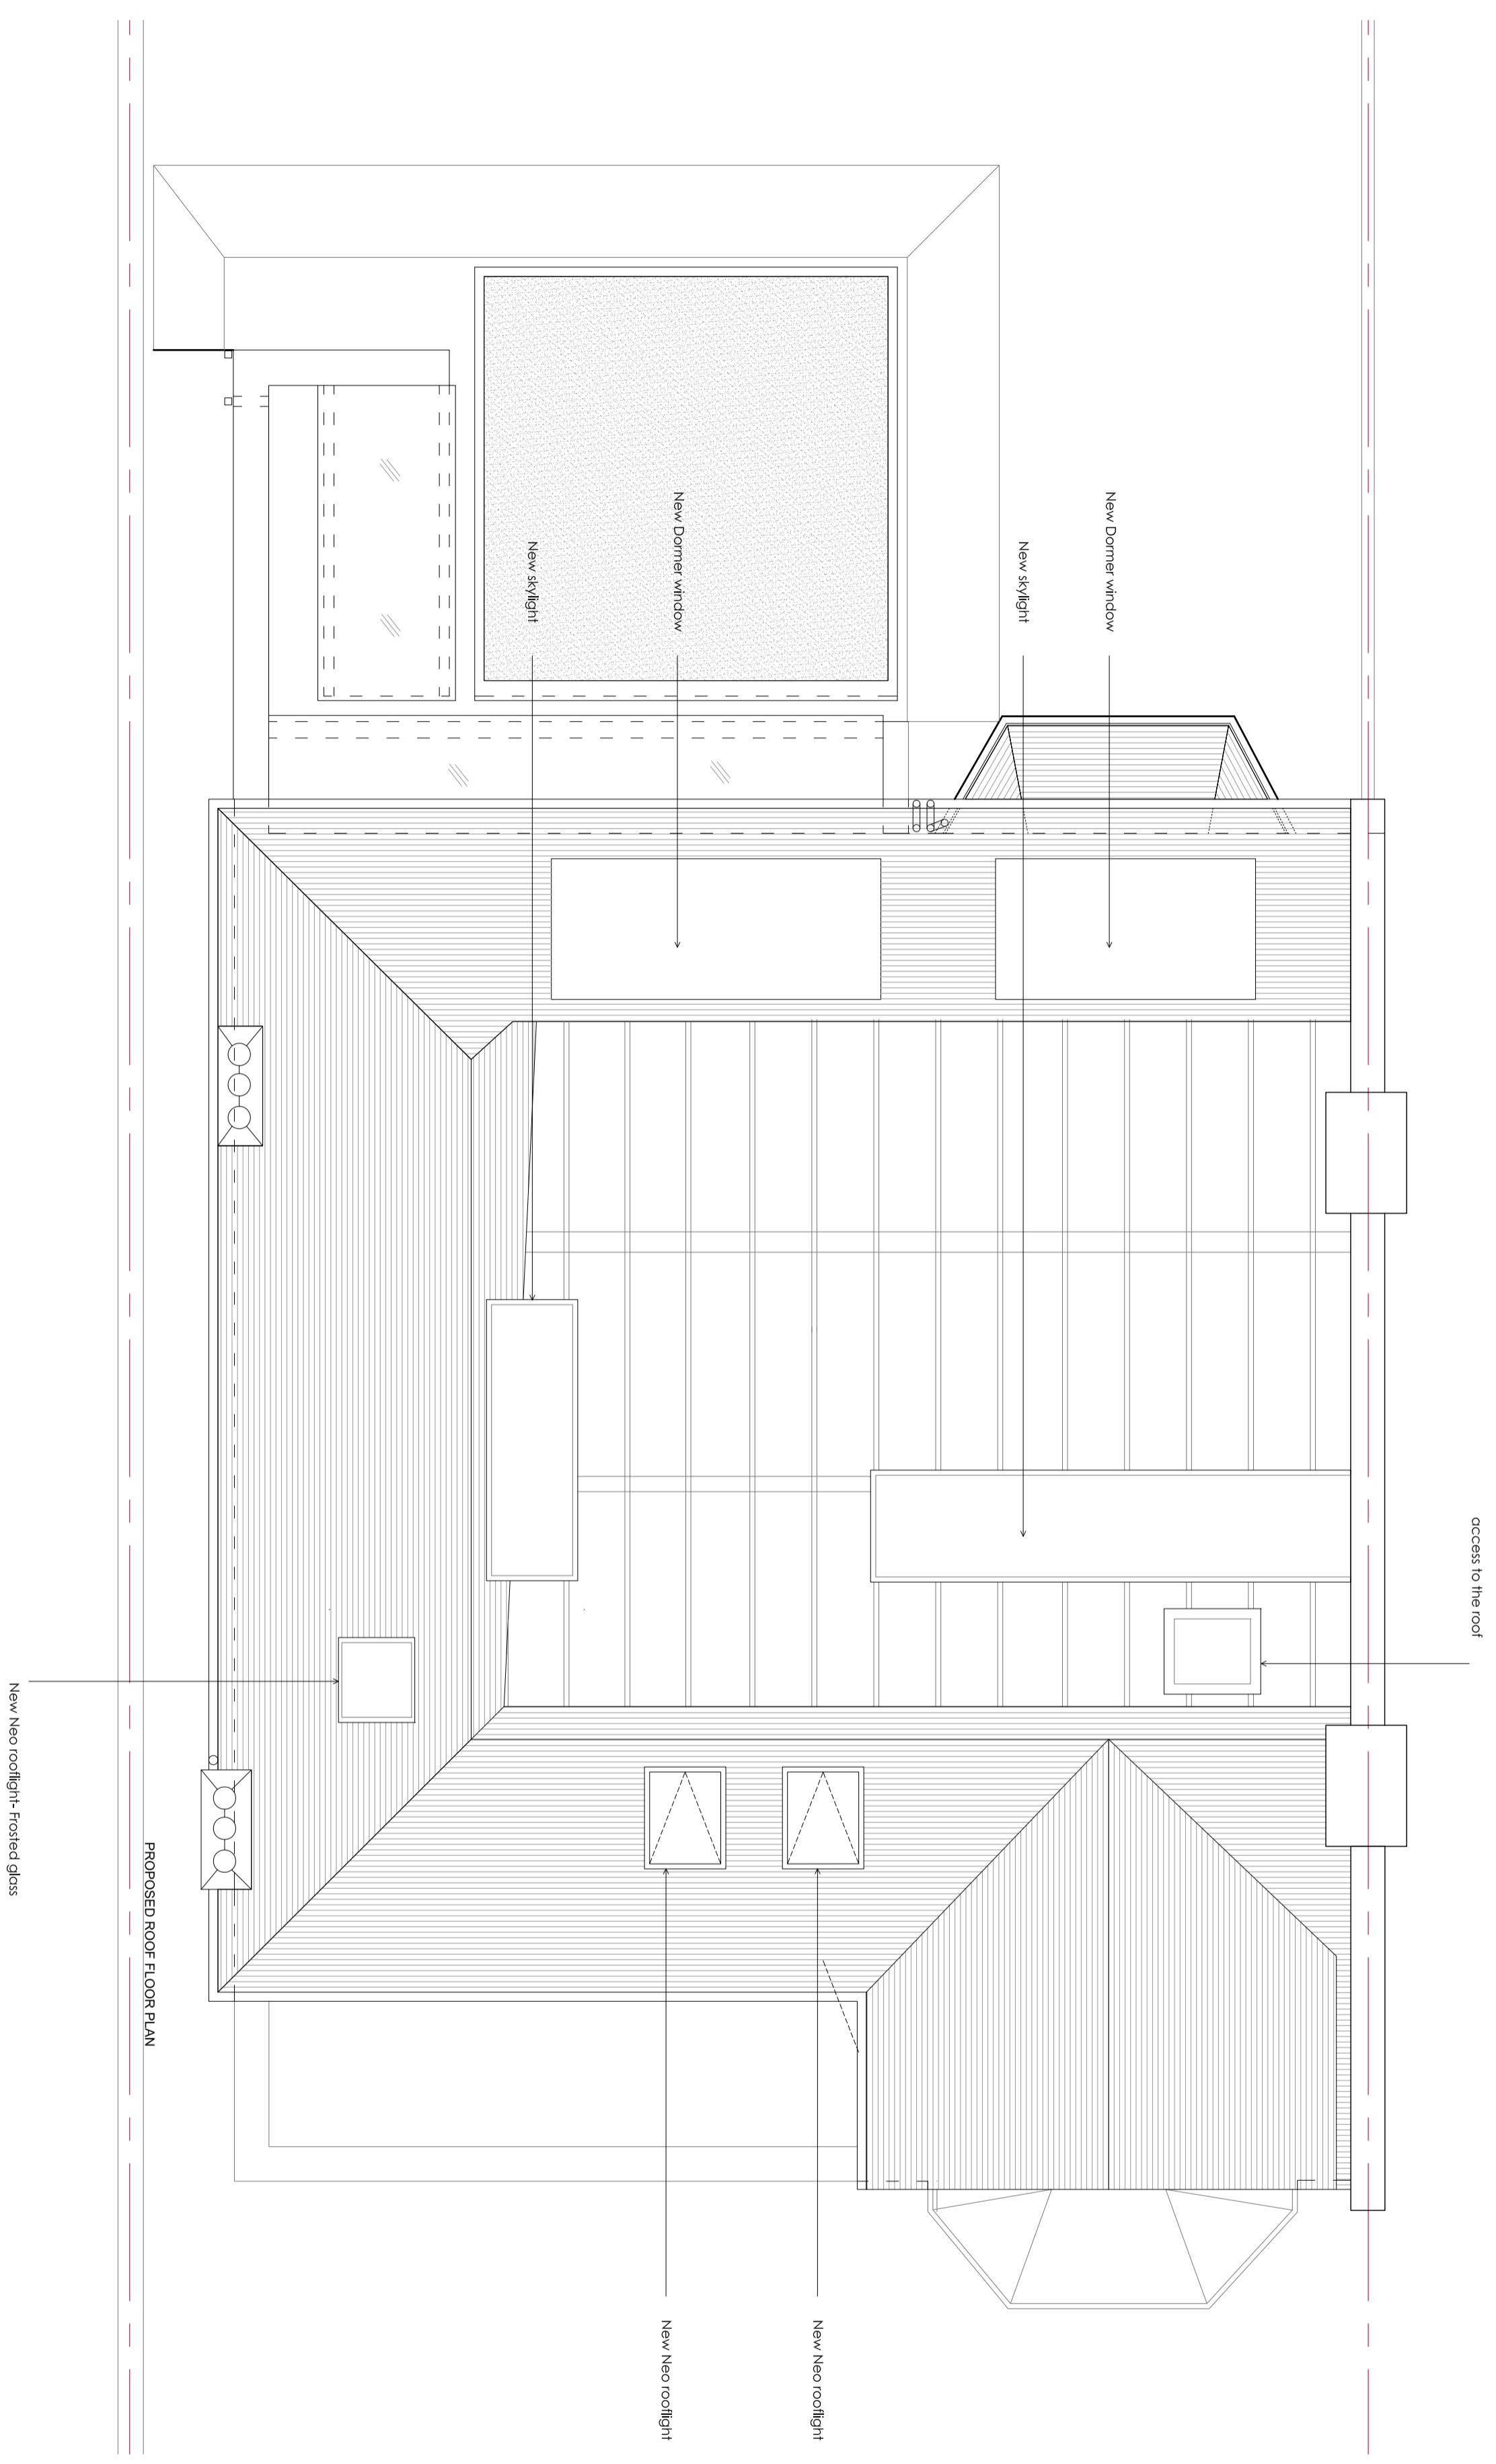 access to the roof
New Dormer window
New skylight
New Dormer window
New skylight
New Neo rooflight
New Neo rooflight
PROPOSED ROOF FLOOR PLAN
New Neo rooflight- Frosted glass